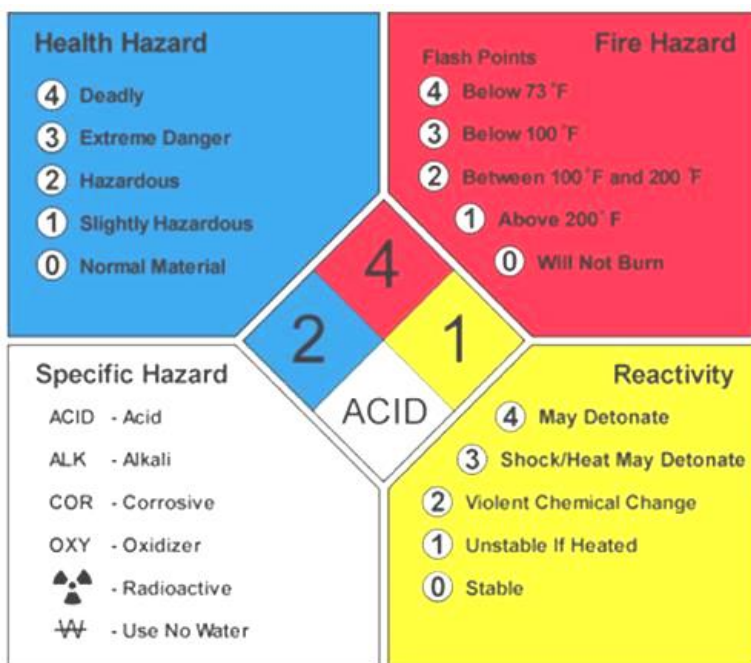 Health Hazard
4 Deadly
3 Extreme Danger
2 Hazardous
1 Slightly Hazardous
0 Normal Material
Fire Hazard
Flash Points
4 Below 73°F
3 Below 100°F
2 Between 100°F and 200°F
1 Above 200°F
0 Will Not Burn
4
2
1
ACID
Specific Hazard
ACID - Acid
ALK - Alkali
COR - Corrosive
OXY - Oxidizer
- Radioactive
W - Use No Water
Reactivity
4 May Detonate
3 Shock/Heat May Detonate
2 Violent Chemical Change
1 Unstable If Heated
0 Stable